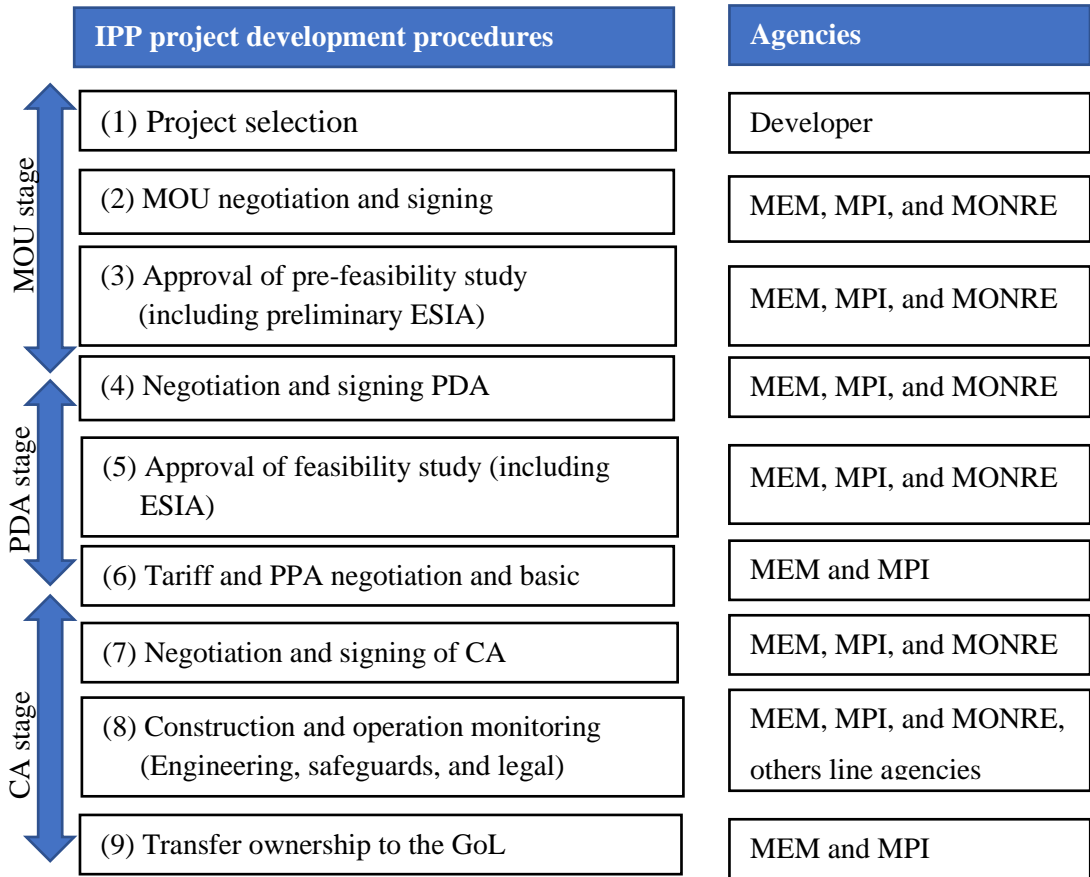 IPP project development procedures
Agencies
MOU stage
(1) Project selection
Developer
(2) MOU negotiation and signing
MEM, MPI, and MONRE
(3) Approval of pre-feasibility study
(including preliminary ESIA)
MEM, MPI, and MONRE
PDA stage
(4) Negotiation and signing PDA
MEM, MPI, and MONRE
(5) Approval of feasibility study (including
ESIA)
MEM, MPI, and MONRE
(6) Tariff and PPA negotiation and basic
MEM and MPI
CA stage
(7) Negotiation and signing of CA
MEM, MPI, and MONRE
(8) Construction and operation monitoring
(Engineering, safeguards, and legal)
MEM, MPI, and MONRE,
others line agencies
(9) Transfer ownership to the GoL
MEM and MPI